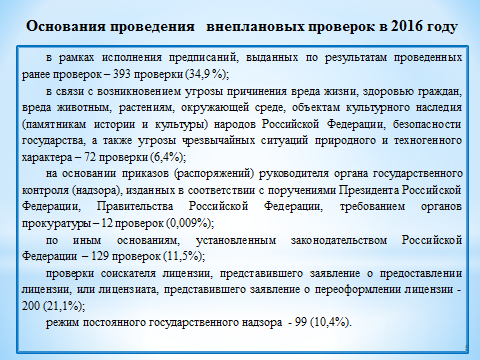 Основания проведения внеплановых проверок в 2016 году
в рамках исполнения предписаний, выданных по результатам проведенных
ранее проверок – 393 проверки (34,9 %);
в связи с возникновением угрозы причинения вреда жизни, здоровью граждан,
вреда животным, растениям, окружающей среде, объектам культурного наследия
(памятникам истории и культуры) народов Российской Федерации, безопасности
государства, а также угрозы чрезвычайных ситуаций природного и техногенного
характера – 72 проверки (6,4%);
на основании приказов (распоряжений) руководителя органа государственного
контроля (надзора), изданных в соответствии с поручениями Президента Российской
Федерации, Правительства Российской Федерации, требованием органов
прокуратуры – 12 проверок (0,009%);
по иным основаниям, установленным законодательством Российской
Федерации – 129 проверок (11,5%);
проверки соискателя лицензии, представившего заявление о предоставлении
лицензии, или лицензиата, представившего заявление о переоформлении лицензии -
200 (21,1%);
режим постоянного государственного надзора - 99 (10,4%).